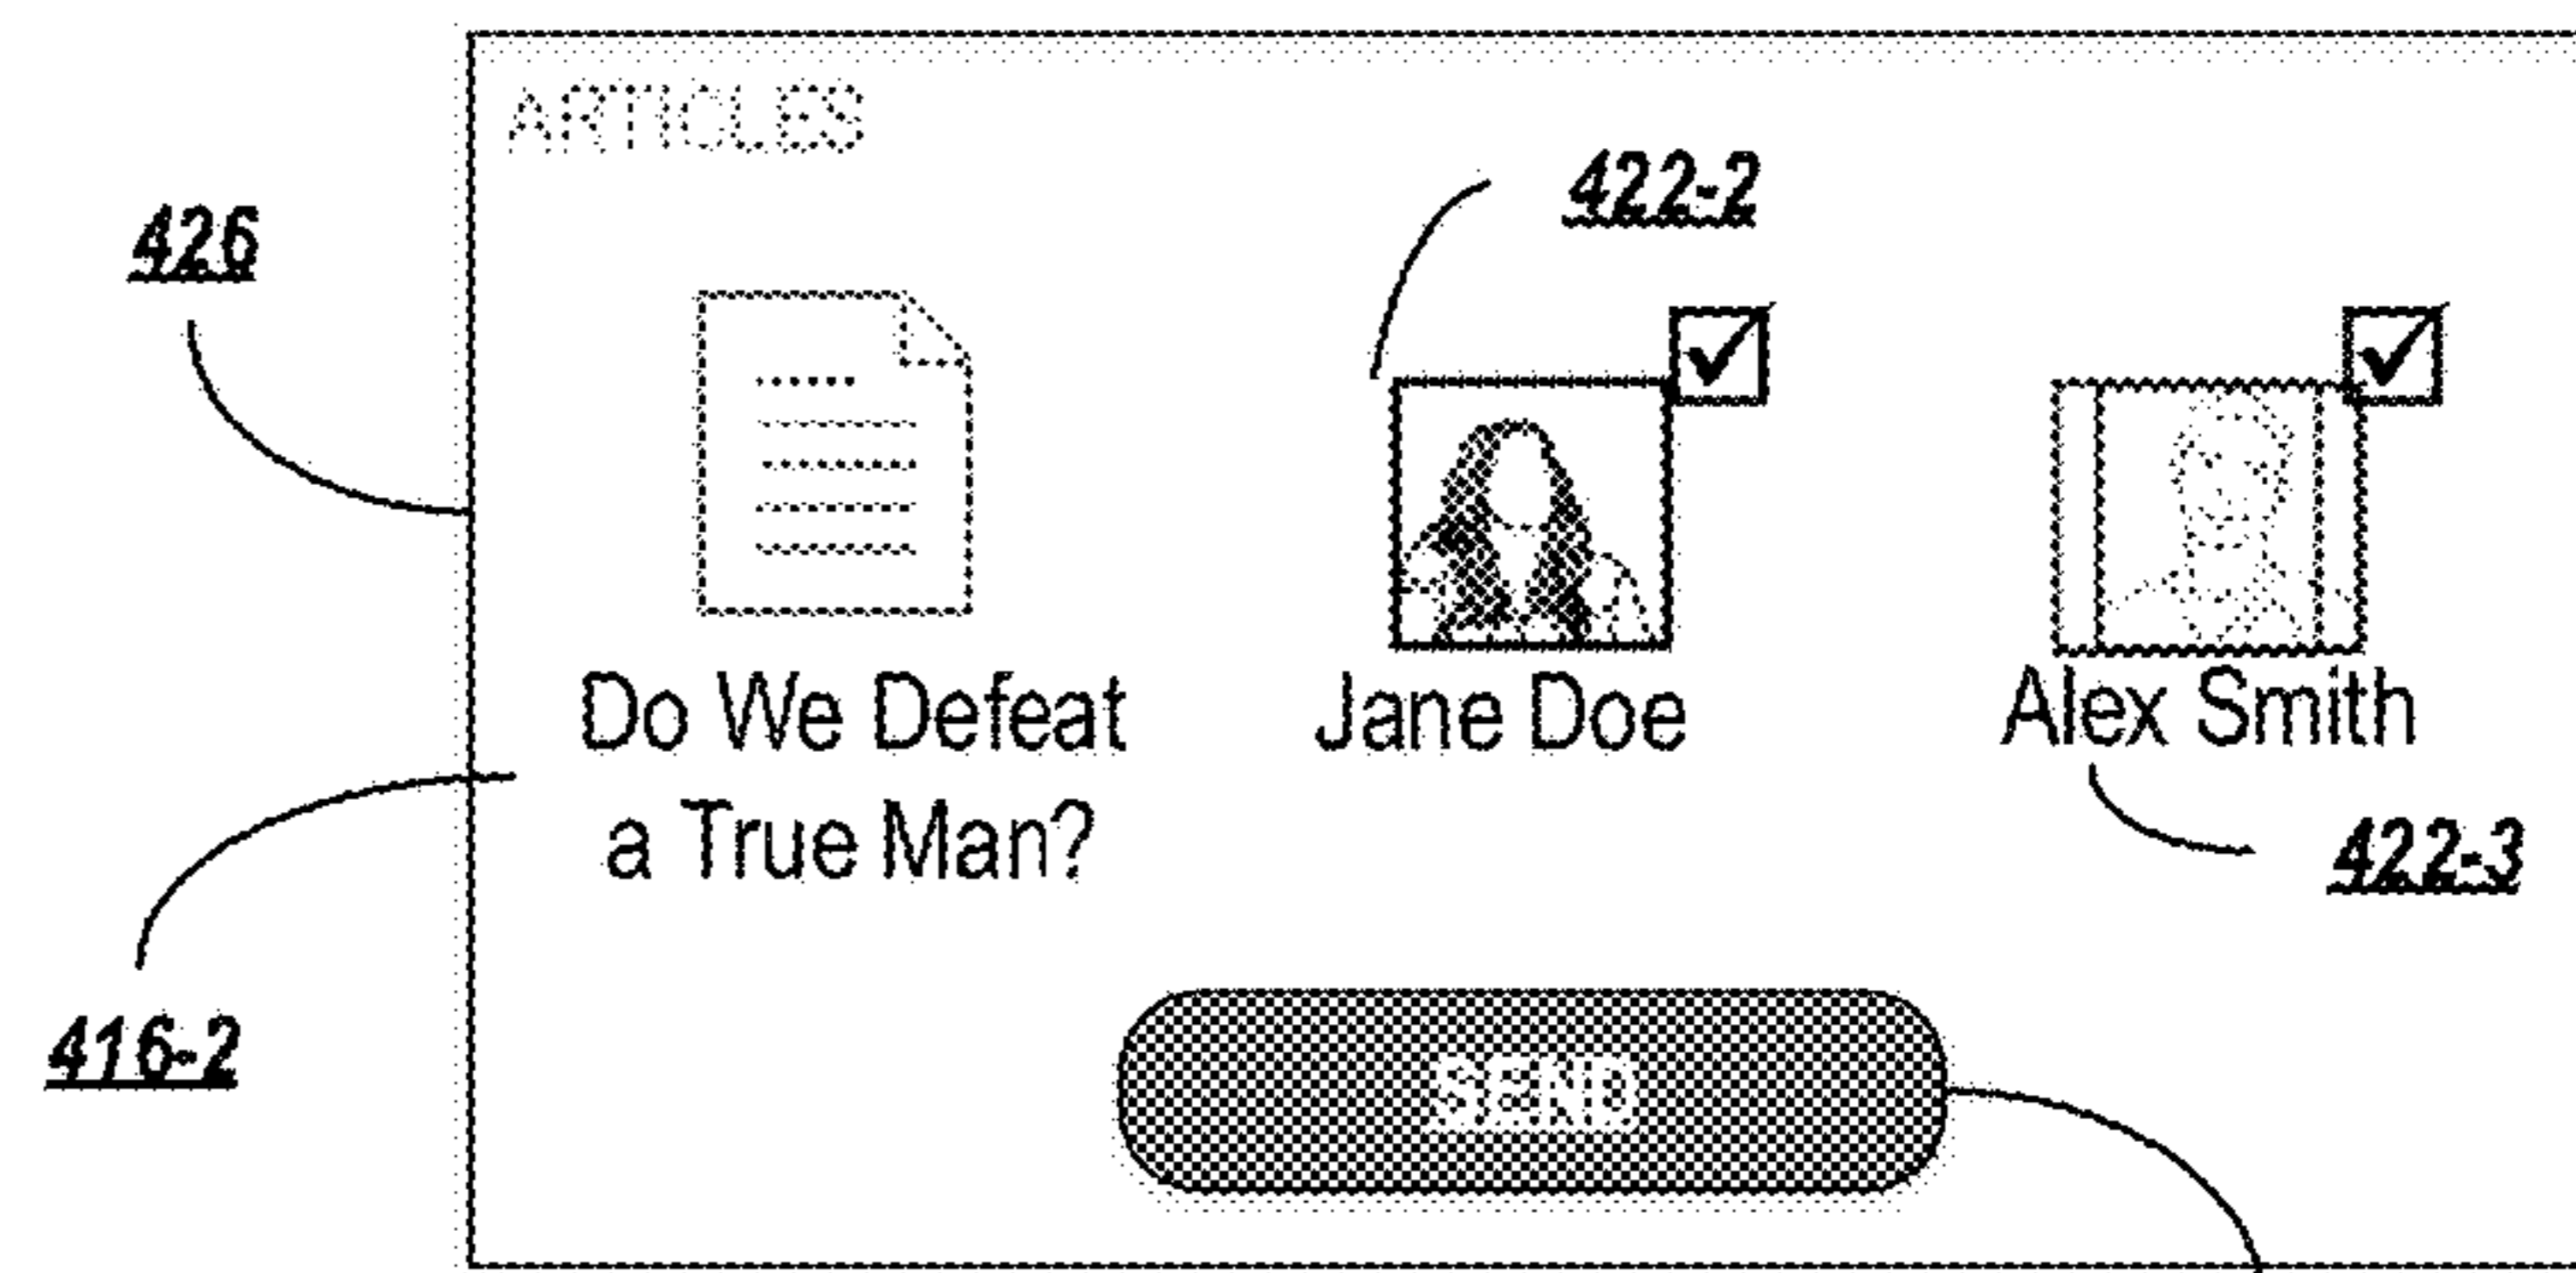 ARTICLES
422-2
426
Do We Defeat
a True Man?
Jane Doe
Alex Smith
422-3
416-2
SEND